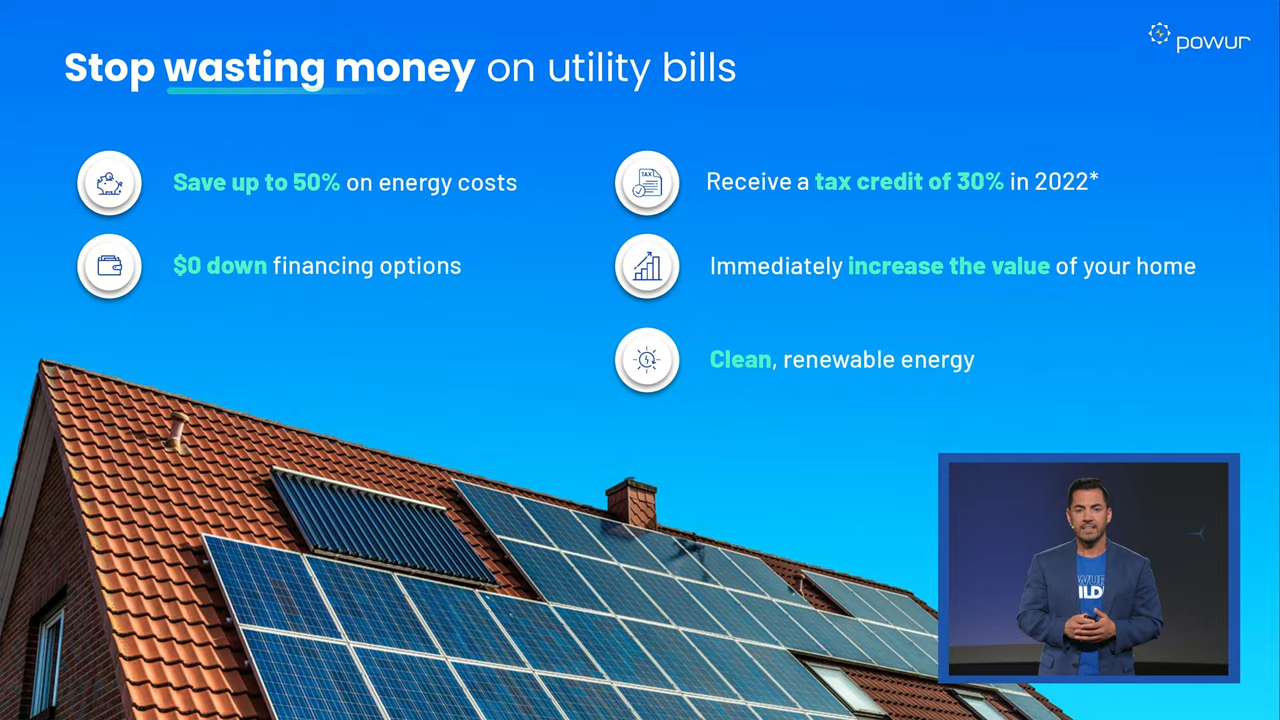 powur
Stop wasting money on utility bills
Save up to 50% on energy costs
$0 down financing options
Receive a tax credit of 30% in 2022*
Immediately increase the value of your home
Clean, renewable energy
TAX